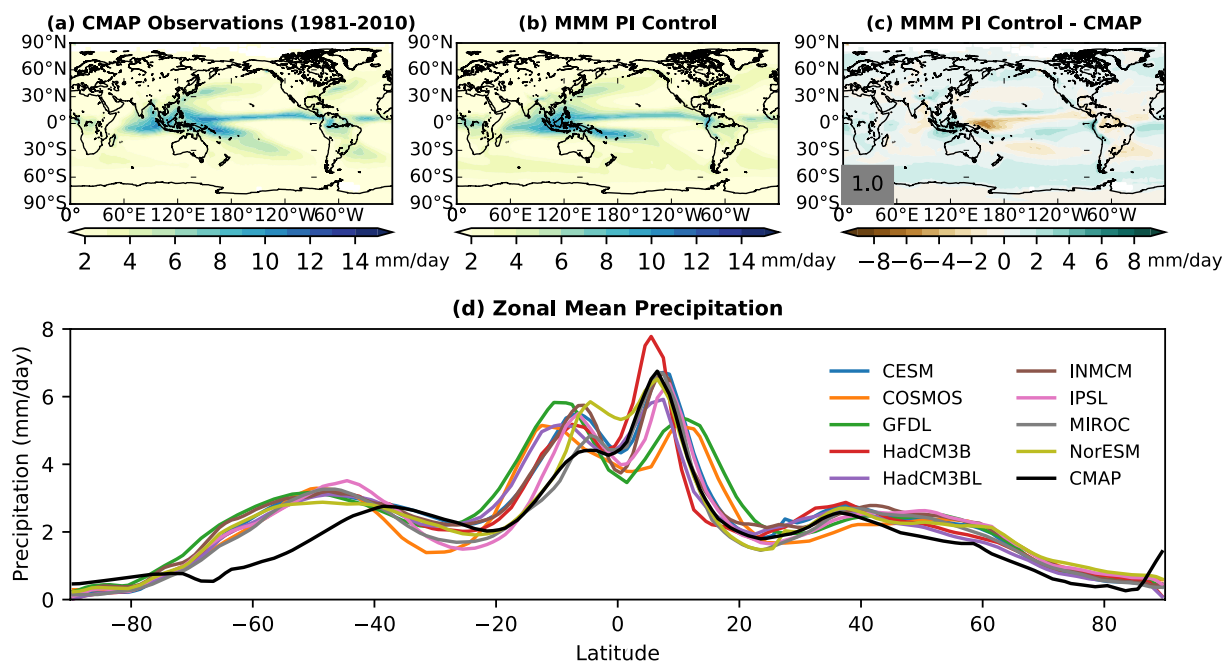 (a) CMAP Observations (1981-2010)
(b) MMM PI Control
(c) MMM PI Control - CMAP
90°N 90°N 90°N
60°N 60°N 60°N
30°N 30°N 30°N
0° 0° 0°
30°S 30°S 30°S
60°S 60°S 60°S
1.0
90°S 90°S 90°S
0° 60°E 120°E 180° 120°W 60°W 0° 60°E 120°E 180° 120°W 60°W 0° 60°E 120°E 180° 120°W 60°W
2 4 6 8 10 12 14 mm/day
2 4 6 8 10 12 14 mm/day
−8 −6 −4 −2 0 2 4 6 8 mm/day
(d) Zonal Mean Precipitation
Precipitation (mm/day)
8
6
4
2
0
CESM
COSMOS
GFDL
HadCM3B
HadCM3BL
INMCM
IPSL
MIROC
NorESM
CMAP
−80 −60 −40 −20 0 20 40 60 80
Latitude